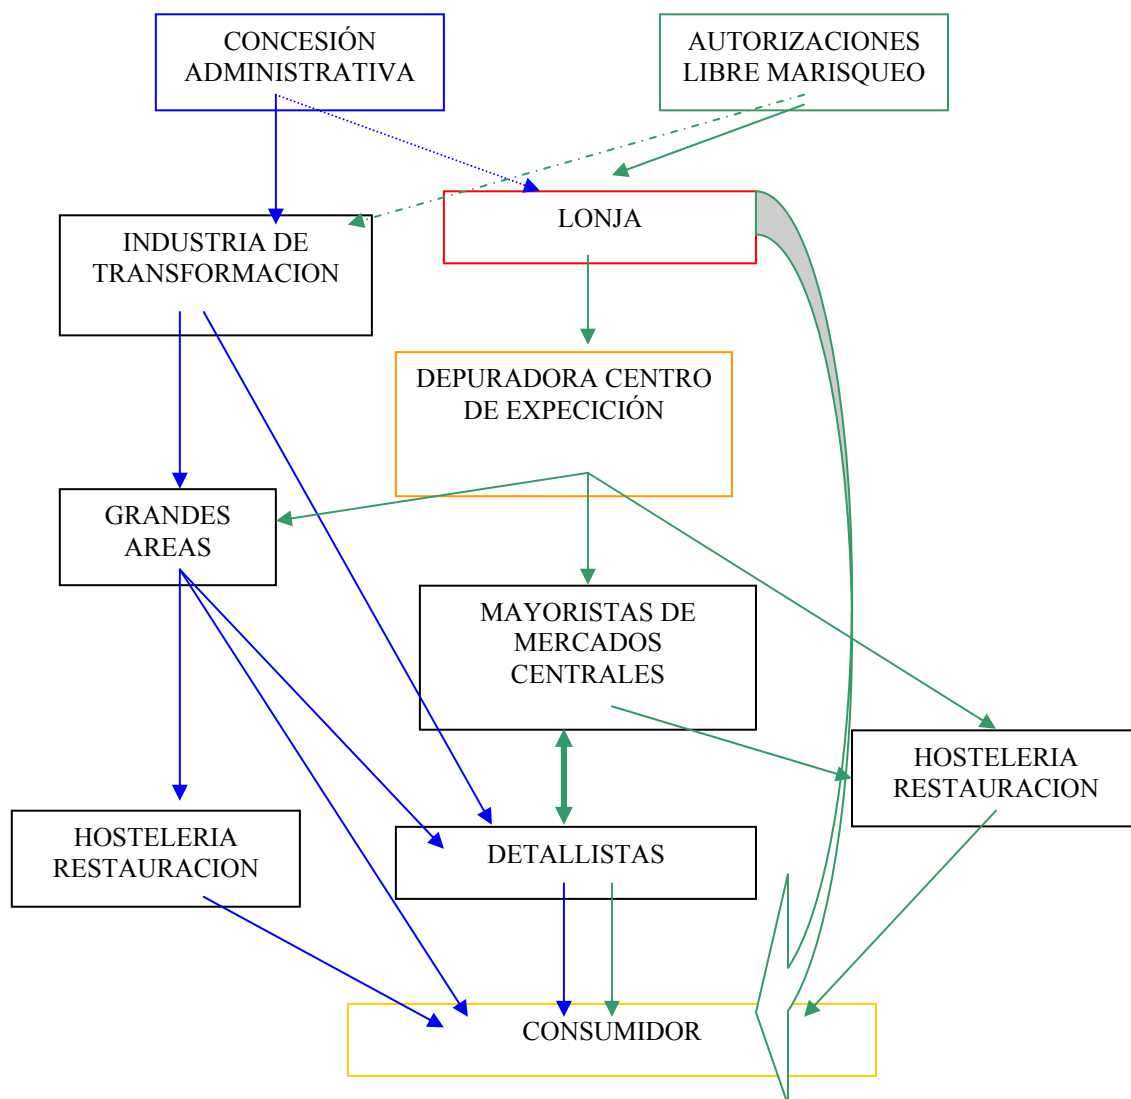 CONCESIÓN
ADMINISTRATIVA
AUTORIZACIONES
LIBRE MARISQUEO
LONJA
INDUSTRIA DE
TRANSFORMACION
DEPURADORA CENTRO
DE EXPECICIÓN
GRANDES
AREAS
MAYORISTAS DE
MERCADOS
CENTRALES
HOSTELERIA
RESTAURACION
HOSTELERIA
RESTAURACION
DETALLISTAS
CONSUMIDOR